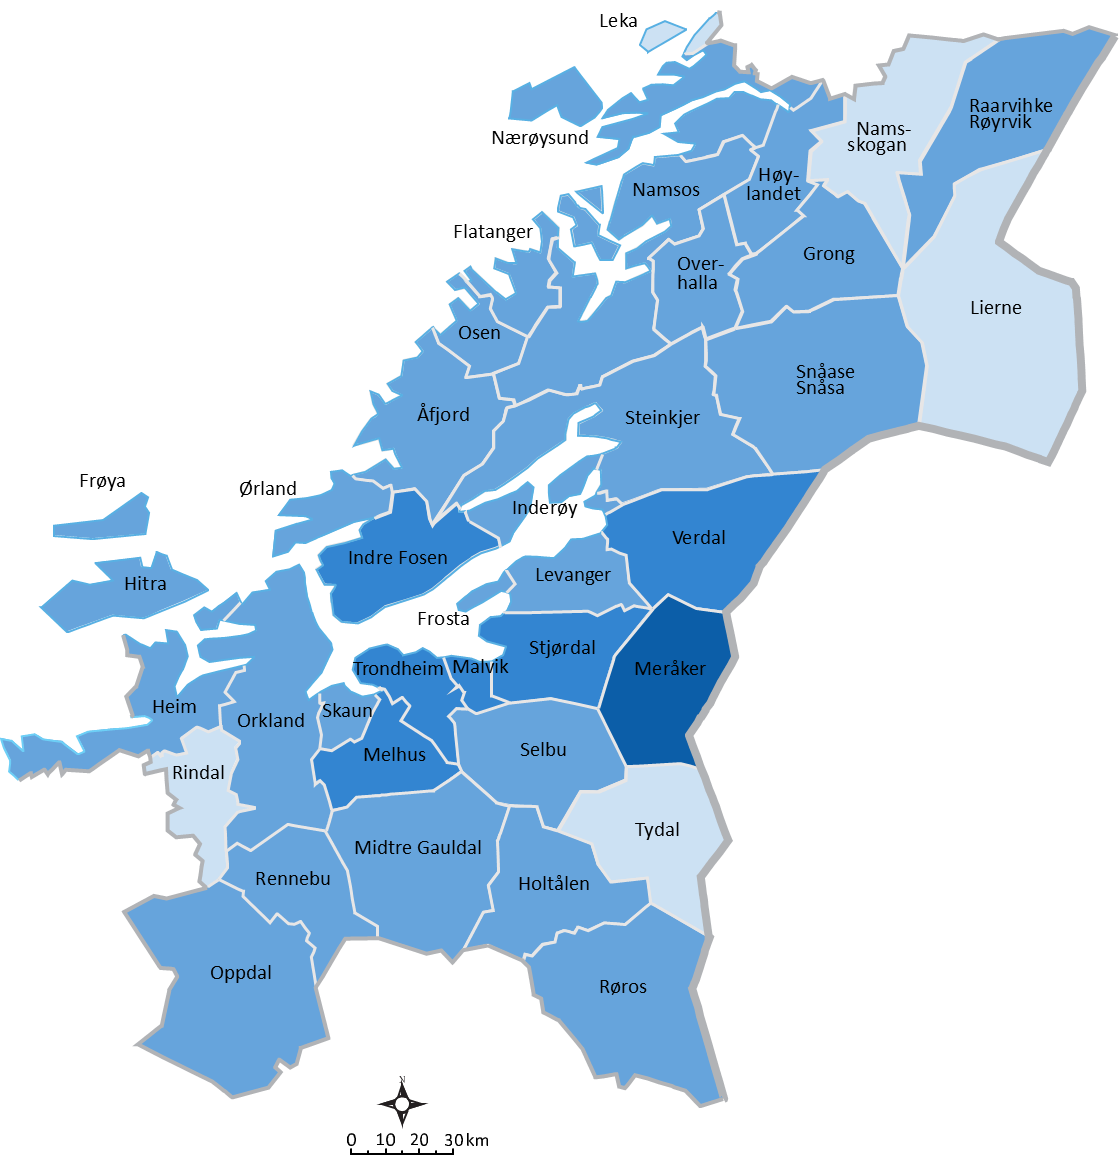 Leka
Raarvihke
Røyrvik
Nærøysund
Nams-
skogan
Høy-
landet
Namsos
Flatanger
Over-
halla
Grong
Lierne
Osen
Snåase
Snåsa
Åfjord
Steinkjer
Frøya
Ørland
Inderøy
Verdal
Indre Fosen
Hitra
Levanger
Frosta
Stjørdal
Trondheim
Malvik
Meråker
Heim
Orkland
Skaun
Melhus
Selbu
Rindal
Tydal
Midtre Gauldal
Rennebu
Holtålen
Oppdal
Røros
N
0 10 20 30 km